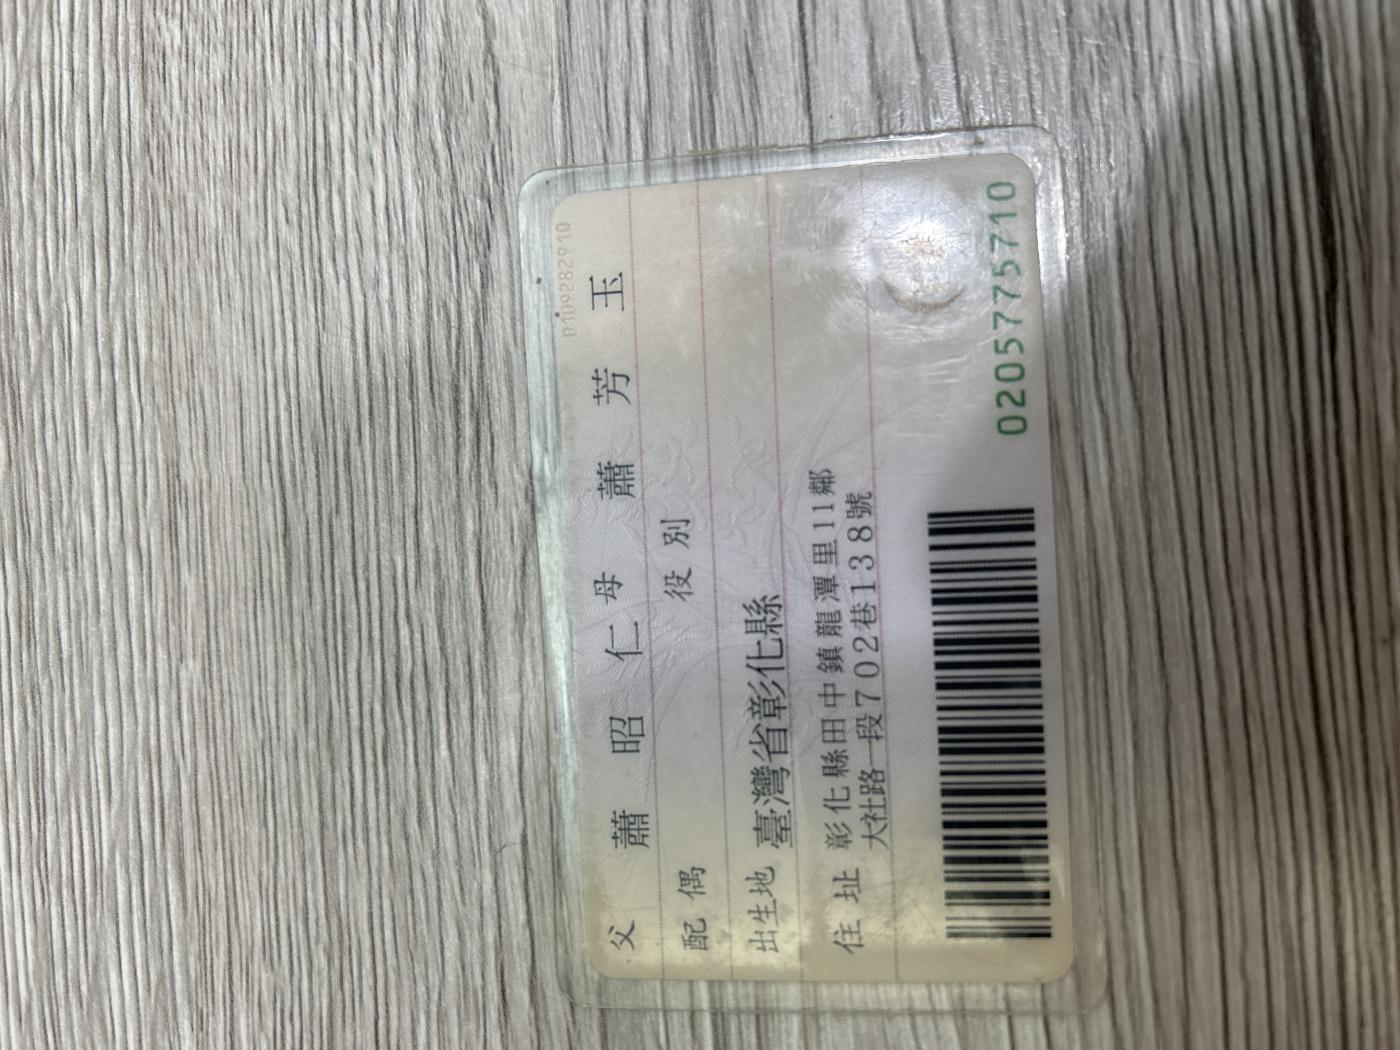 0109282910
父 蕭昭仁 母 蕭芳玉
配偶 役別
出生地 臺灣省彰化縣
住址 彰化縣田中鎮龍潭里11鄰
大社路一段702巷138號
0205775710